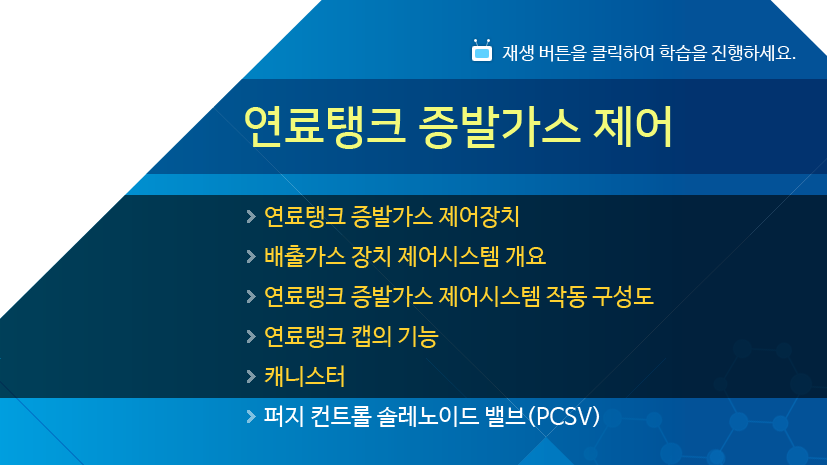 재생 버튼을 클릭하여 학습을 진행하세요.
연료탱크 증발가스 제어
연료탱크 증발가스 제어장치
배출가스 장치 제어시스템 개요
연료탱크 증발가스 제어시스템 작동 구성도
연료탱크 캡의 기능
캐니스터
퍼지 컨트롤 솔레노이드 밸브(PCSV)